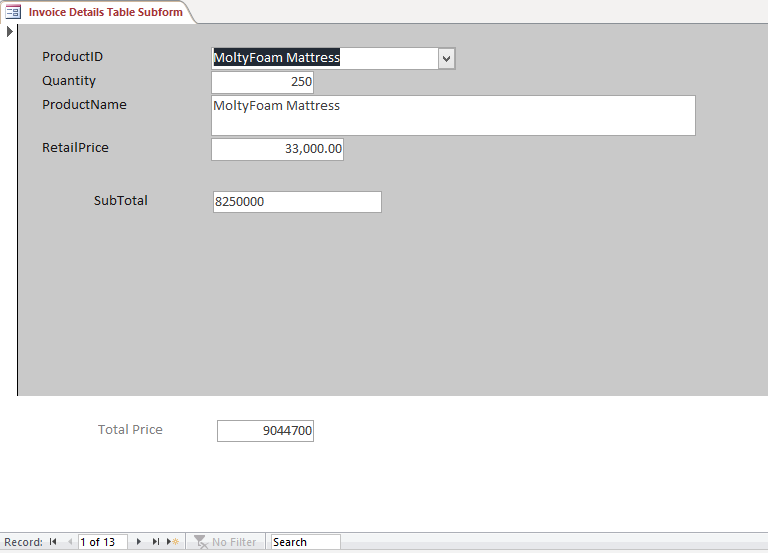 Invoice Details Table Subform
ProductID MoltyFoam Mattress
Quantity 250
ProductName MoltyFoam Mattress
RetailPrice 33,000.00
SubTotal 8250000
Total Price 9044700
Record: 1 of 13 No Filter Search